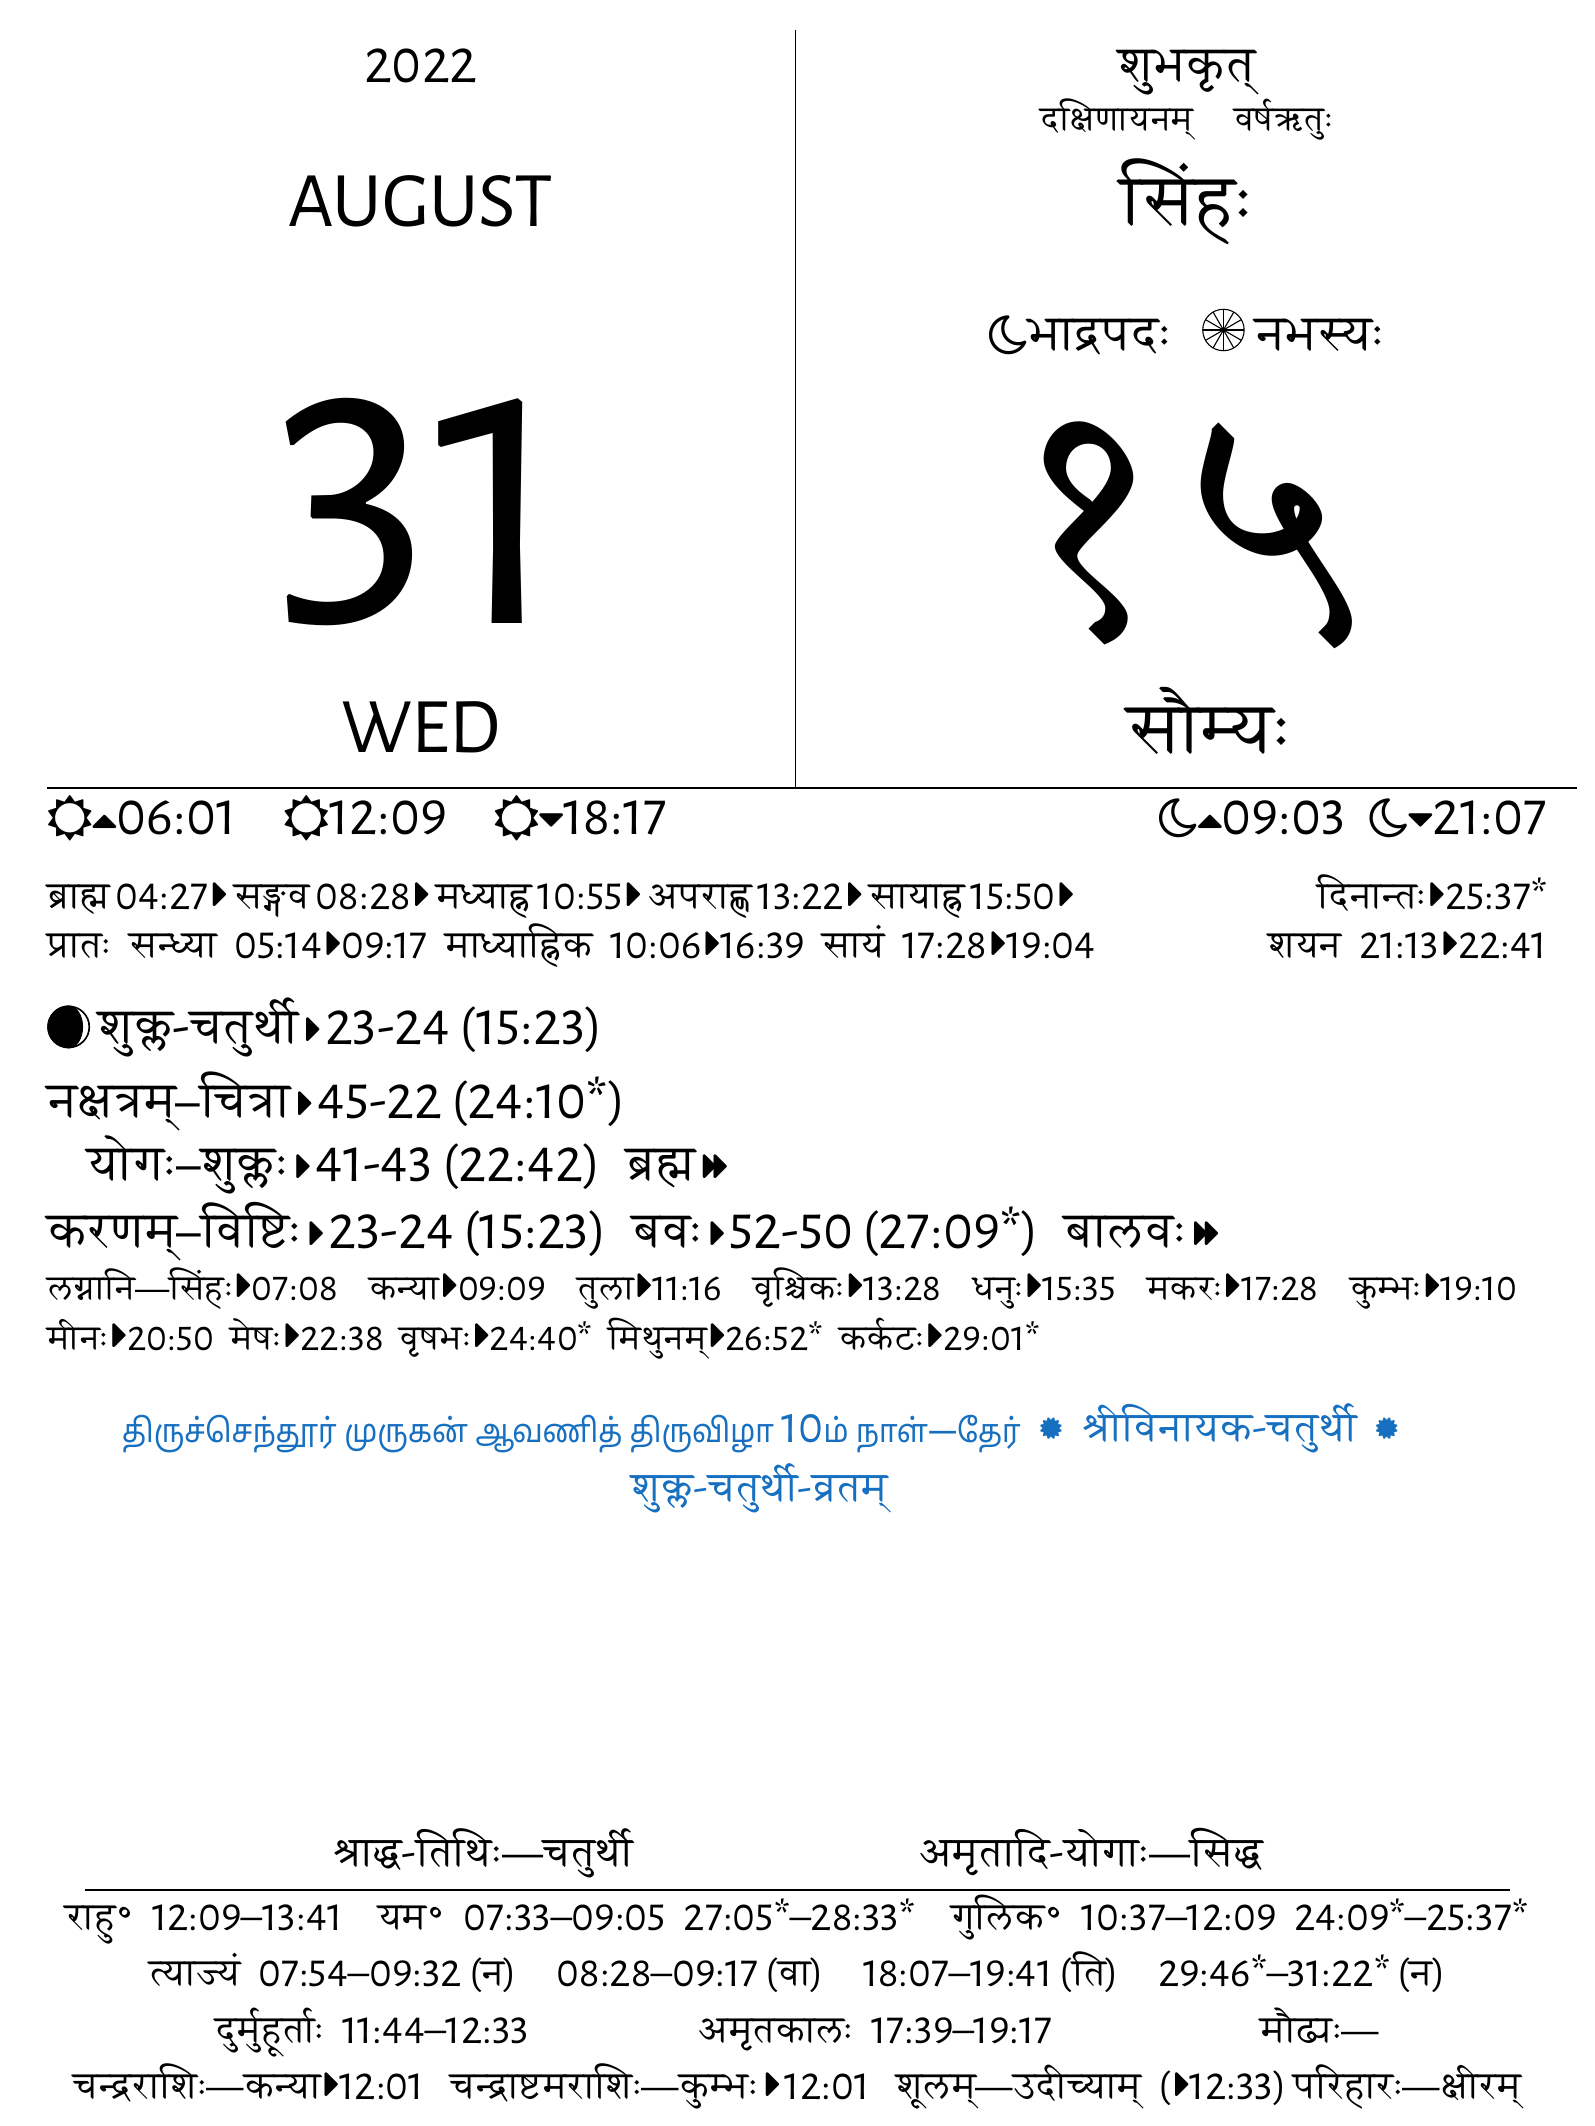 2022
AUGUST
31
WED
शुभकृत्
दक्षिणायनम् वर्षऋतुः
सिंहः
भाद्रपदः नभस्यः
१५
सौम्यः
06:01 12:09 18:17 09:03 21:07
ब्राह्म 04:27 सङ्गव 08:28 मध्याह्न 10:55 अपराह्ण 13:22 सायाह्न 15:50 दिनान्तः 25:37*
प्रातः सन्ध्या 05:14 09:17 माध्याह्निक 10:06 16:39 सायं 17:28 19:04 शयन 21:13 22:41
शुक्ल-चतुर्थी 23-24 (15:23)
नक्षत्रम्–चित्रा 45-22 (24:10*)
योगः–शुक्लः 41-43 (22:42) ब्रह्म
करणम्–विष्टिः 23-24 (15:23) बवः 52-50 (27:09*) बालवः
लग्नानि—सिंहः 07:08 कन्या 09:09 तुला 11:16 वृश्चिकः 13:28 धनुः 15:35 मकरः 17:28 कुम्भः 19:10
मीनः 20:50 मेषः 22:38 वृषभः 24:40* मिथुनम् 26:52* कर्कटः 29:01*
திருச்செந்தூர் முருகன் ஆவணித் திருவிழா 10ம் நாள்—தேர் ✹ श्रीविनायक-चतुर्थी ✹
शुक्ल-चतुर्थी-व्रतम्
श्राद्ध-तिथिः—चतुर्थी अमृतादि-योगाः—सिद्ध
राहु॰ 12:09–13:41 यम॰ 07:33–09:05 27:05*–28:33* गुलिक॰ 10:37–12:09 24:09*–25:37*
त्याज्यं 07:54–09:32 (न) 08:28–09:17 (वा) 18:07–19:41 (ति) 29:46*–31:22* (न)
दुर्मुहूर्ताः 11:44–12:33 अमृतकालः 17:39–19:17 मौढ्यः—
चन्द्रराशिः—कन्या 12:01 चन्द्राष्टमराशिः—कुम्भः 12:01 शूलम्—उदीच्याम् (12:33) परिहारः—क्षीरम्